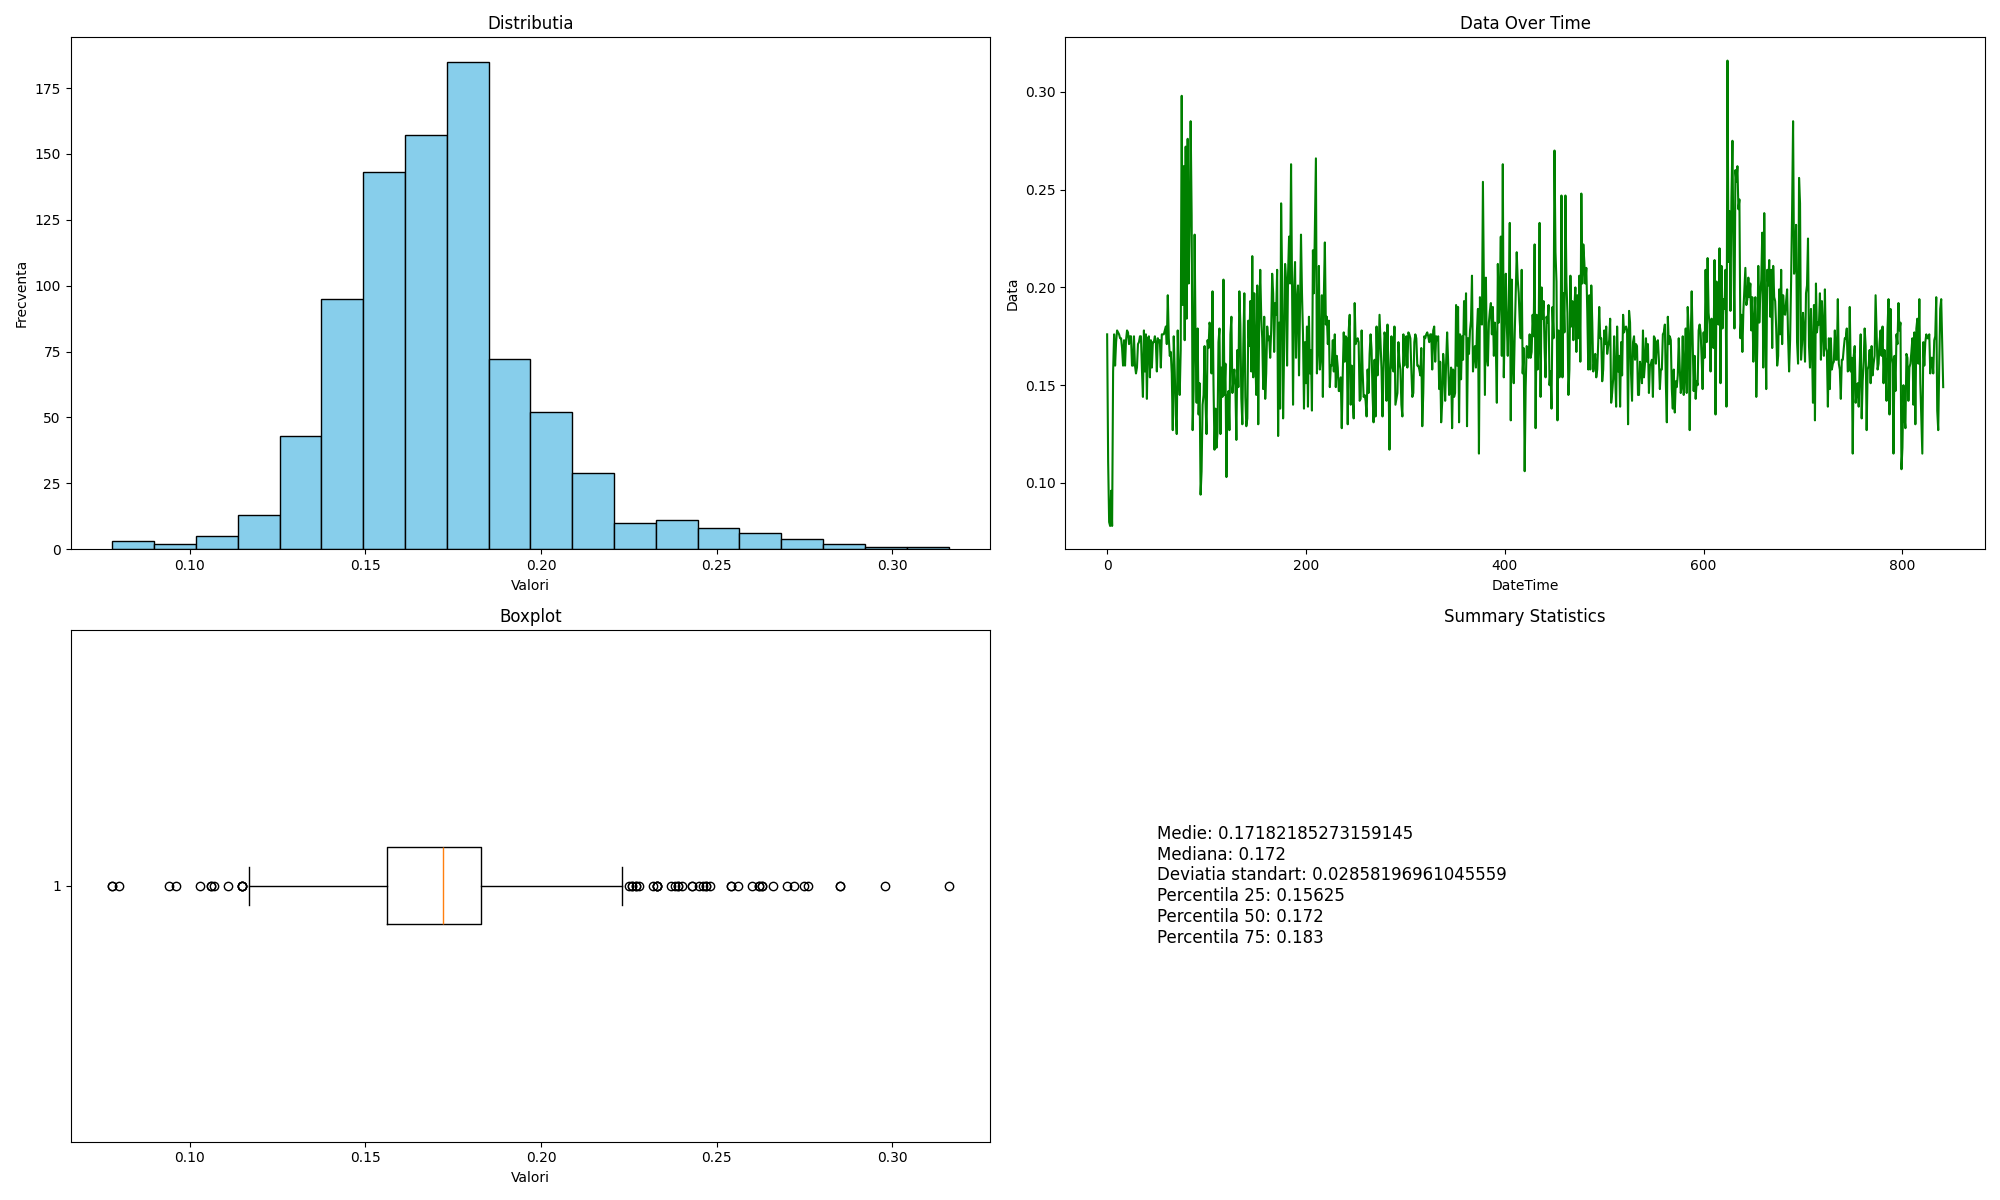 Distributia
175
150
125
100
75
50
25
0
Frecventa
0.10 0.15 0.20 0.25 0.30
Valori
Data Over Time
0.30
0.25
0.20
0.15
0.10
Data
0 200 400 600 800
DateTime
Boxplot
1
0.10 0.15 0.20 0.25 0.30
Valori
Summary Statistics
Medie: 0.17182185273159145
Mediana: 0.172
Deviatia standart: 0.02858196961045559
Percentila 25: 0.15625
Percentila 50: 0.172
Percentila 75: 0.183